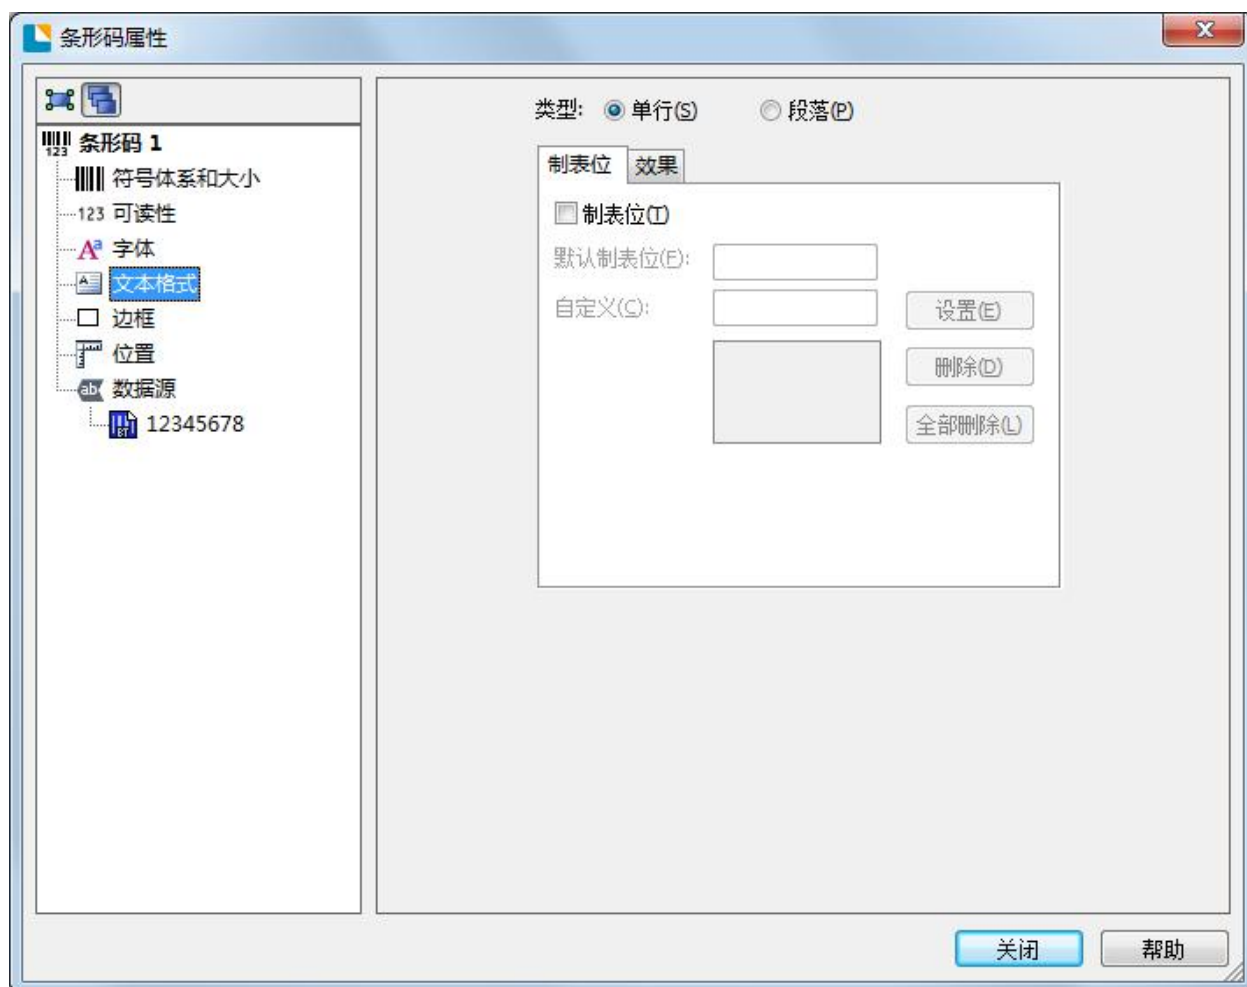 条形码属性
条形码 1
符号体系和大小
123 可读性
字体
文本格式
边框
位置
数据源
12345678
类型: 单行(S) 段落(P)
制表位 效果
制表位(T)
默认制表位(F):
自定义(C): 设置(E)
删除(D)
全部删除(L)
关闭 帮助